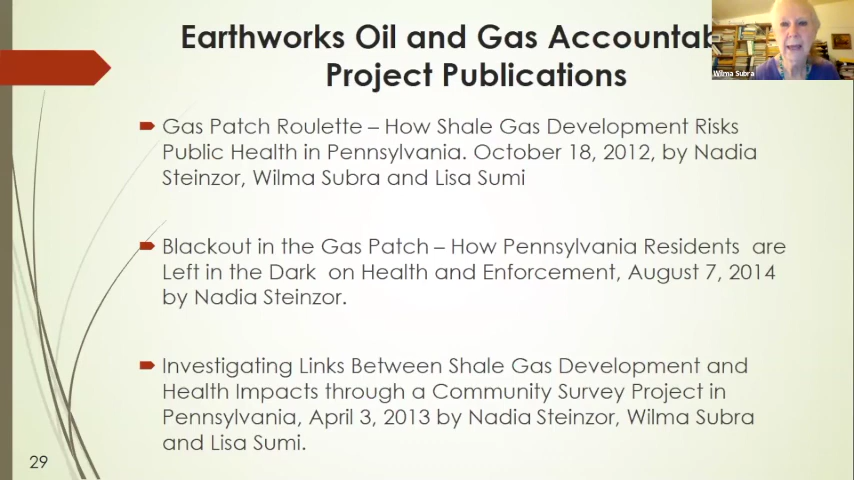 Earthworks Oil and Gas
Project Publications
Wilma Subra
Gas Patch Roulette – How Shale Gas Development Risks
Public Health in Pennsylvania. October 18, 2012, by Nadia
Steinzor, Wilma Subra and Lisa Sumi
Blackout in the Gas Patch – How Pennsylvania Residents  are
Left in the Dark  on Health and Enforcement, August 7, 2014
by Nadia Steinzor.
Investigating Links Between Shale Gas Development and
Health Impacts through a Community Survey Project in
Pennsylvania, April 3, 2013 by Nadia Steinzor, Wilma Subra
and Lisa Sumi.
29